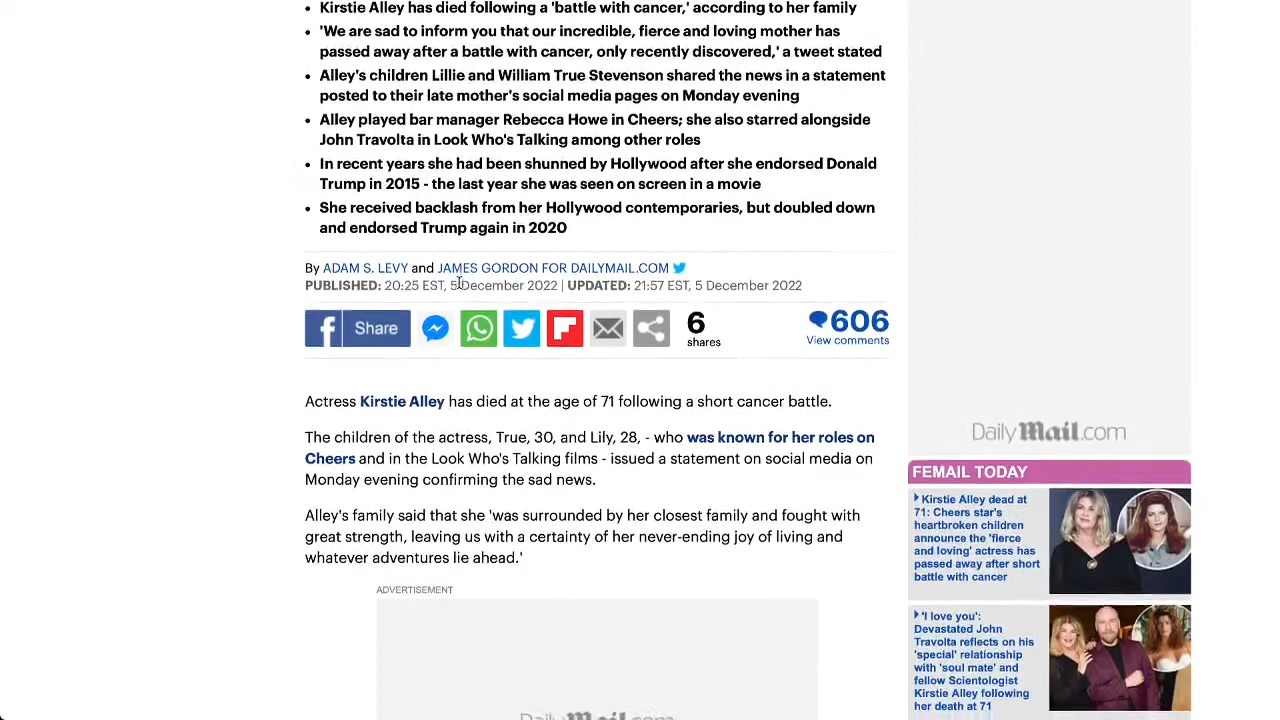 Kirstie Alley has died following a 'battle with cancer,' according to her family
'We are sad to inform you that our incredible, fierce and loving mother has
passed away after a battle with cancer, only recently discovered,' a tweet stated
Alley's children Lillie and William True Stevenson shared the news in a statement
posted to their late mother's social media pages on Monday evening
Alley played bar manager Rebecca Howe in Cheers; she also starred alongside
John Travolta in Look Who's Talking among other roles
In recent years she had been shunned by Hollywood after she endorsed Donald
Trump in 2015 - the last year she was seen on screen in a movie
She received backlash from her Hollywood contemporaries, but doubled down
and endorsed Trump again in 2020
By ADAM S. LEVY and JAMES GORDON FOR DAILYMAIL.COM
PUBLISHED: 20:25 EST, 5 December 2022 | UPDATED: 21:57 EST, 5 December 2022
Share
6
shares
606
View comments
Actress Kirstie Alley has died at the age of 71 following a short cancer battle.
The children of the actress, True, 30, and Lily, 28, - who was known for her roles on
Cheers and in the Look Who's Talking films - issued a statement on social media on
Monday evening confirming the sad news.
Alley's family said that she 'was surrounded by her closest family and fought with
great strength, leaving us with a certainty of her never-ending joy of living and
whatever adventures lie ahead.'
ADVERTISEMENT
DailyMail.com
DailyMail.com
FEMAIL TODAY
Kirstie Alley dead at
71: Cheers star's
heartbroken children
announce the 'fierce
and loving' actress has
passed away after short
battle with cancer
'I love you':
Devastated John
Travolta reflects on his
'special' relationship
with 'soul mate' and
fellow Scientologist
Kirstie Alley following
her death at 71